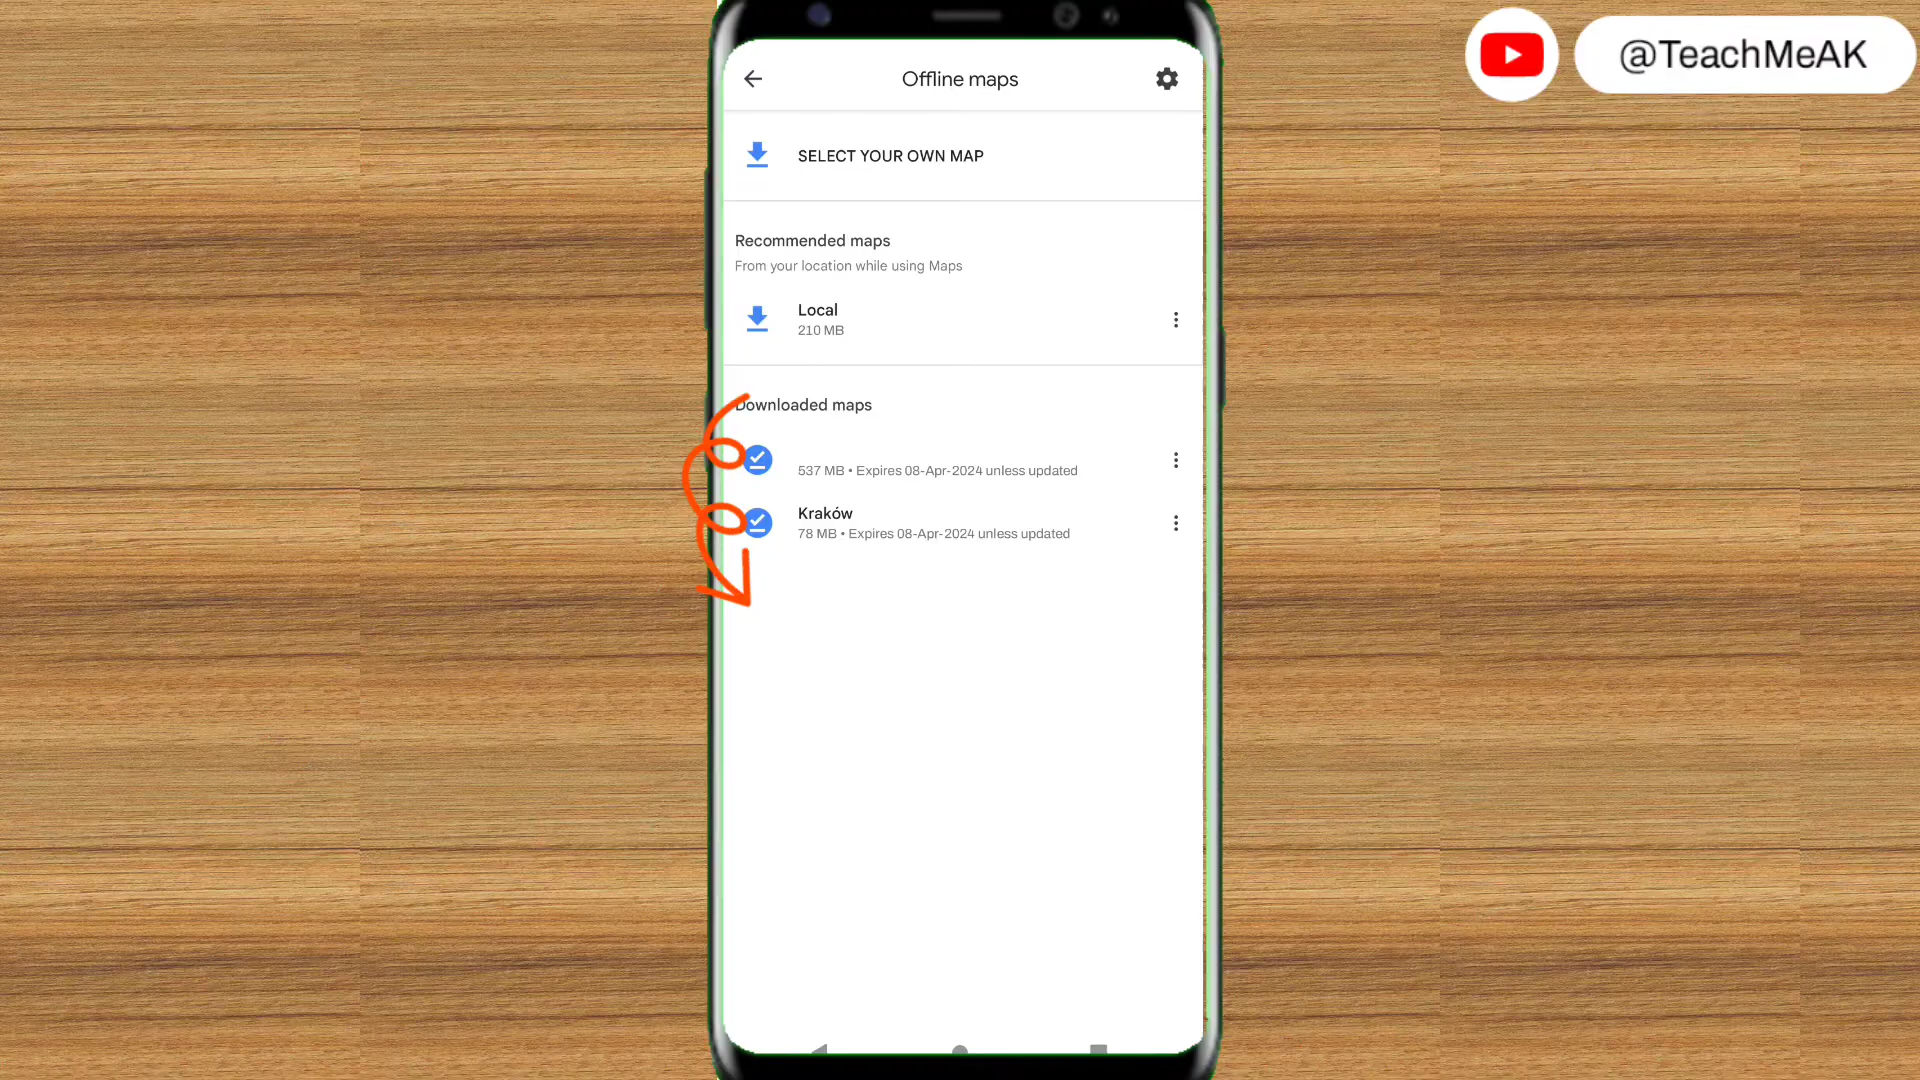 @TeachMeAK
Offline maps
SELECT YOUR OWN MAP
Recommended maps
From your location while using Maps
Local
210 MB
Downloaded maps
537 MB • Expires 08-Apr-2024 unless updated
Kraków
78 MB • Expires 08-Apr-2024 unless updated